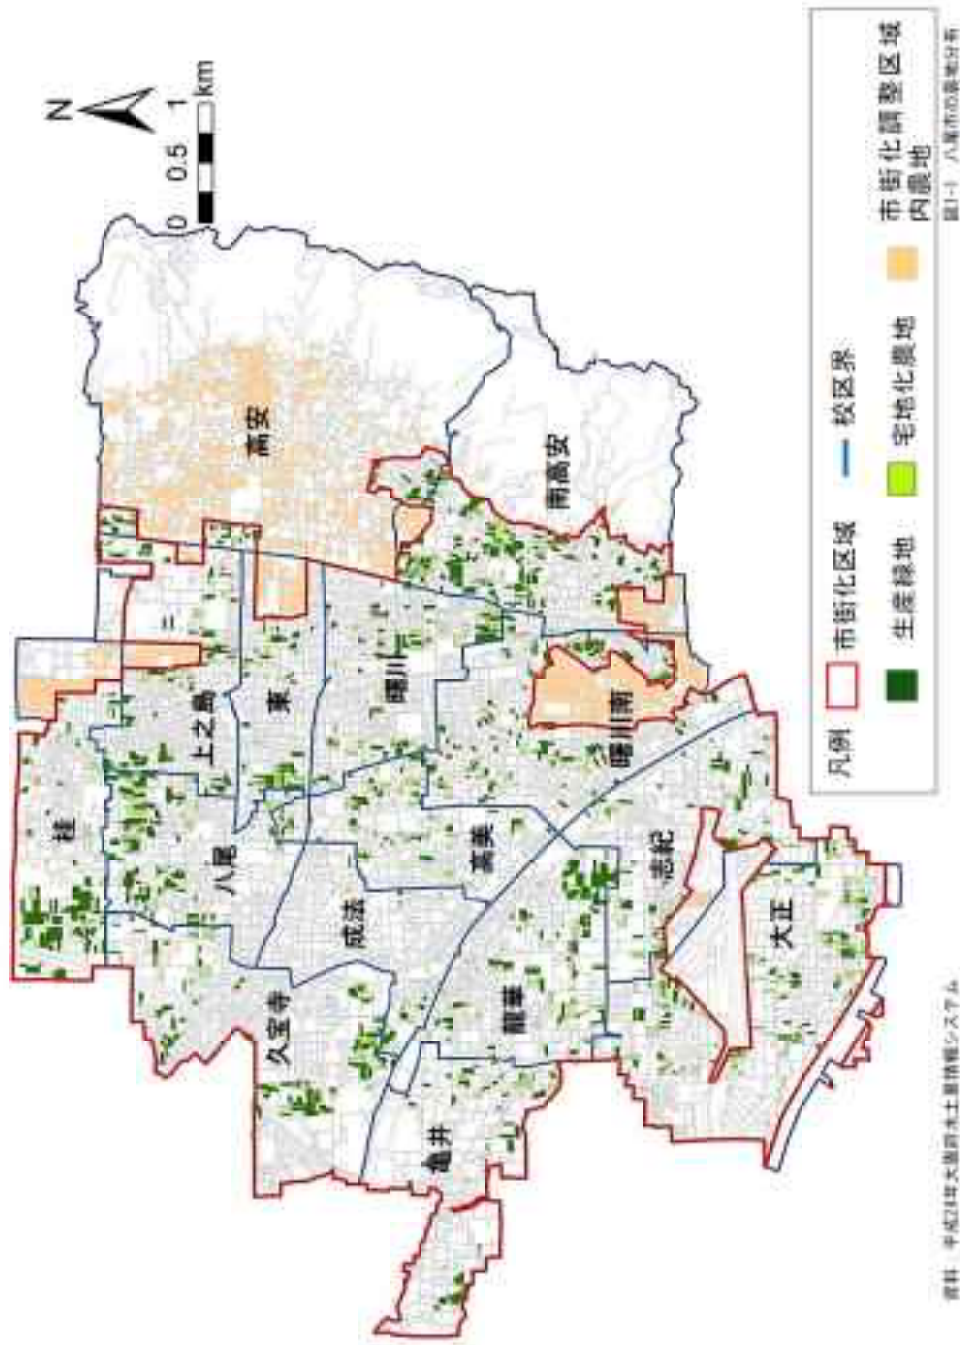 N
0 0.5 1
km
高安
南高安
桂
上之島
東
曙川
曙川南
八尾
高美
志紀
成法
大正
久宝寺
龍華
亀井
凡例
市街化区域
校区界
生産緑地
宅地化農地
市街化調整区域
内農地
図1-1 八尾市の農地分布
資料 平成24年大阪府水土里情報システム